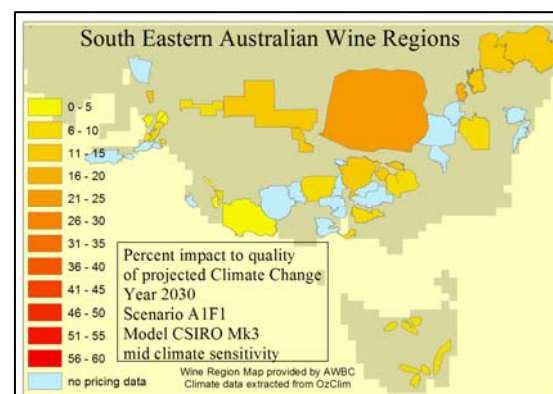 South Eastern Australian Wine Regions
0 - 5
6 - 10
11 - 15
16 - 20
21 - 25
26 - 30
31 - 35
36 - 40
41 - 45
46 - 50
51 - 55
56 - 60
no pricing data
Percent impact to quality
of projected Climate Change
Year 2030
Scenario A1F1
Model CSIRO Mk3
mid climate sensitivity
Wine Region Map provided by AWBC
Climate data extracted from OzClim